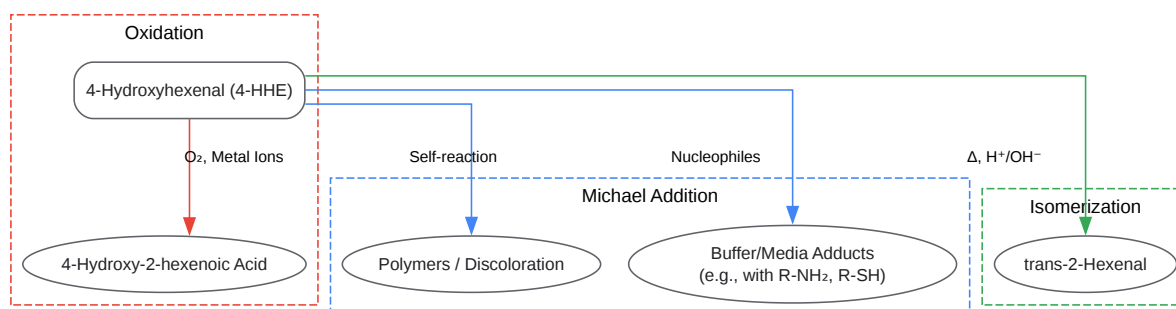 Oxidation
4-Hydroxyhexenal (4-HHE)
O₂, Metal Ions
Self-reaction
Nucleophiles
Δ, H⁺/OH⁻
Michael Addition
Isomerization
4-Hydroxy-2-hexenoic Acid
Polymers / Discoloration
Buffer/Media Adducts
(e.g., with R-NH₂, R-SH)
trans-2-Hexenal